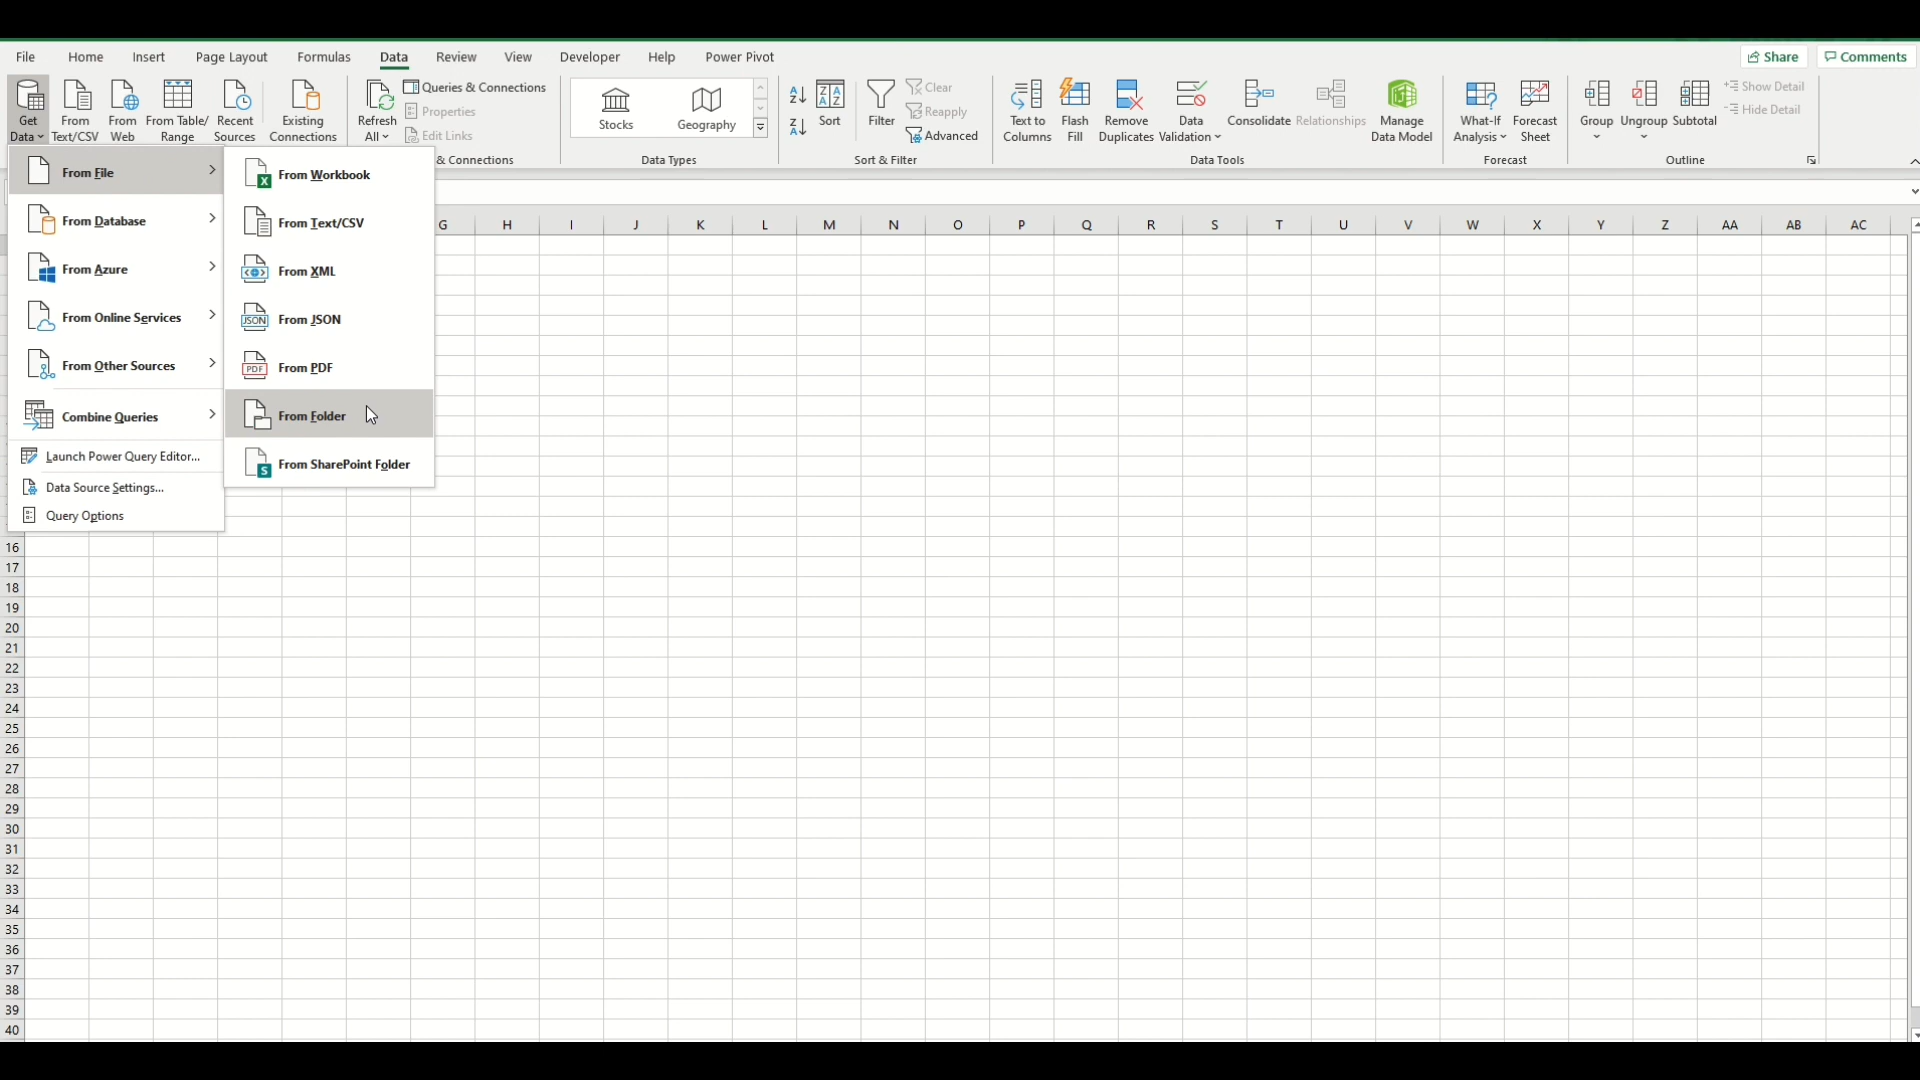 File Home Insert Page Layout Formulas Data Review View Developer Help Power Pivot Share Comments
Get Data From Text/CSV From Web From Table/ Range Recent Sources Existing Connections
Refresh All Queries & Connections Properties Edit Links
& Connections
Stocks Geography
Data Types
Sort Filter Clear Reapply Advanced
Sort & Filter
Text to Columns Flash Fill Remove Duplicates Data Validation Consolidate Relationships Manage Data Model
Data Tools
What-If Analysis Forecast Sheet
Forecast
Group Ungroup Subtotal Show Detail Hide Detail
Outline
From File
From Database
From Azure
From Online Services
From Other Sources
Combine Queries
Launch Power Query Editor...
Data Source Settings...
Query Options
From Workbook
From Text/CSV
From XML
JSON From JSON
PDF From PDF
From Folder
From SharePoint Folder
G H I J K L M N O P Q R S T U V W X Y Z AA AB AC
16
17
18
19
20
21
22
23
24
25
26
27
28
29
30
31
32
33
34
35
36
37
38
39
40